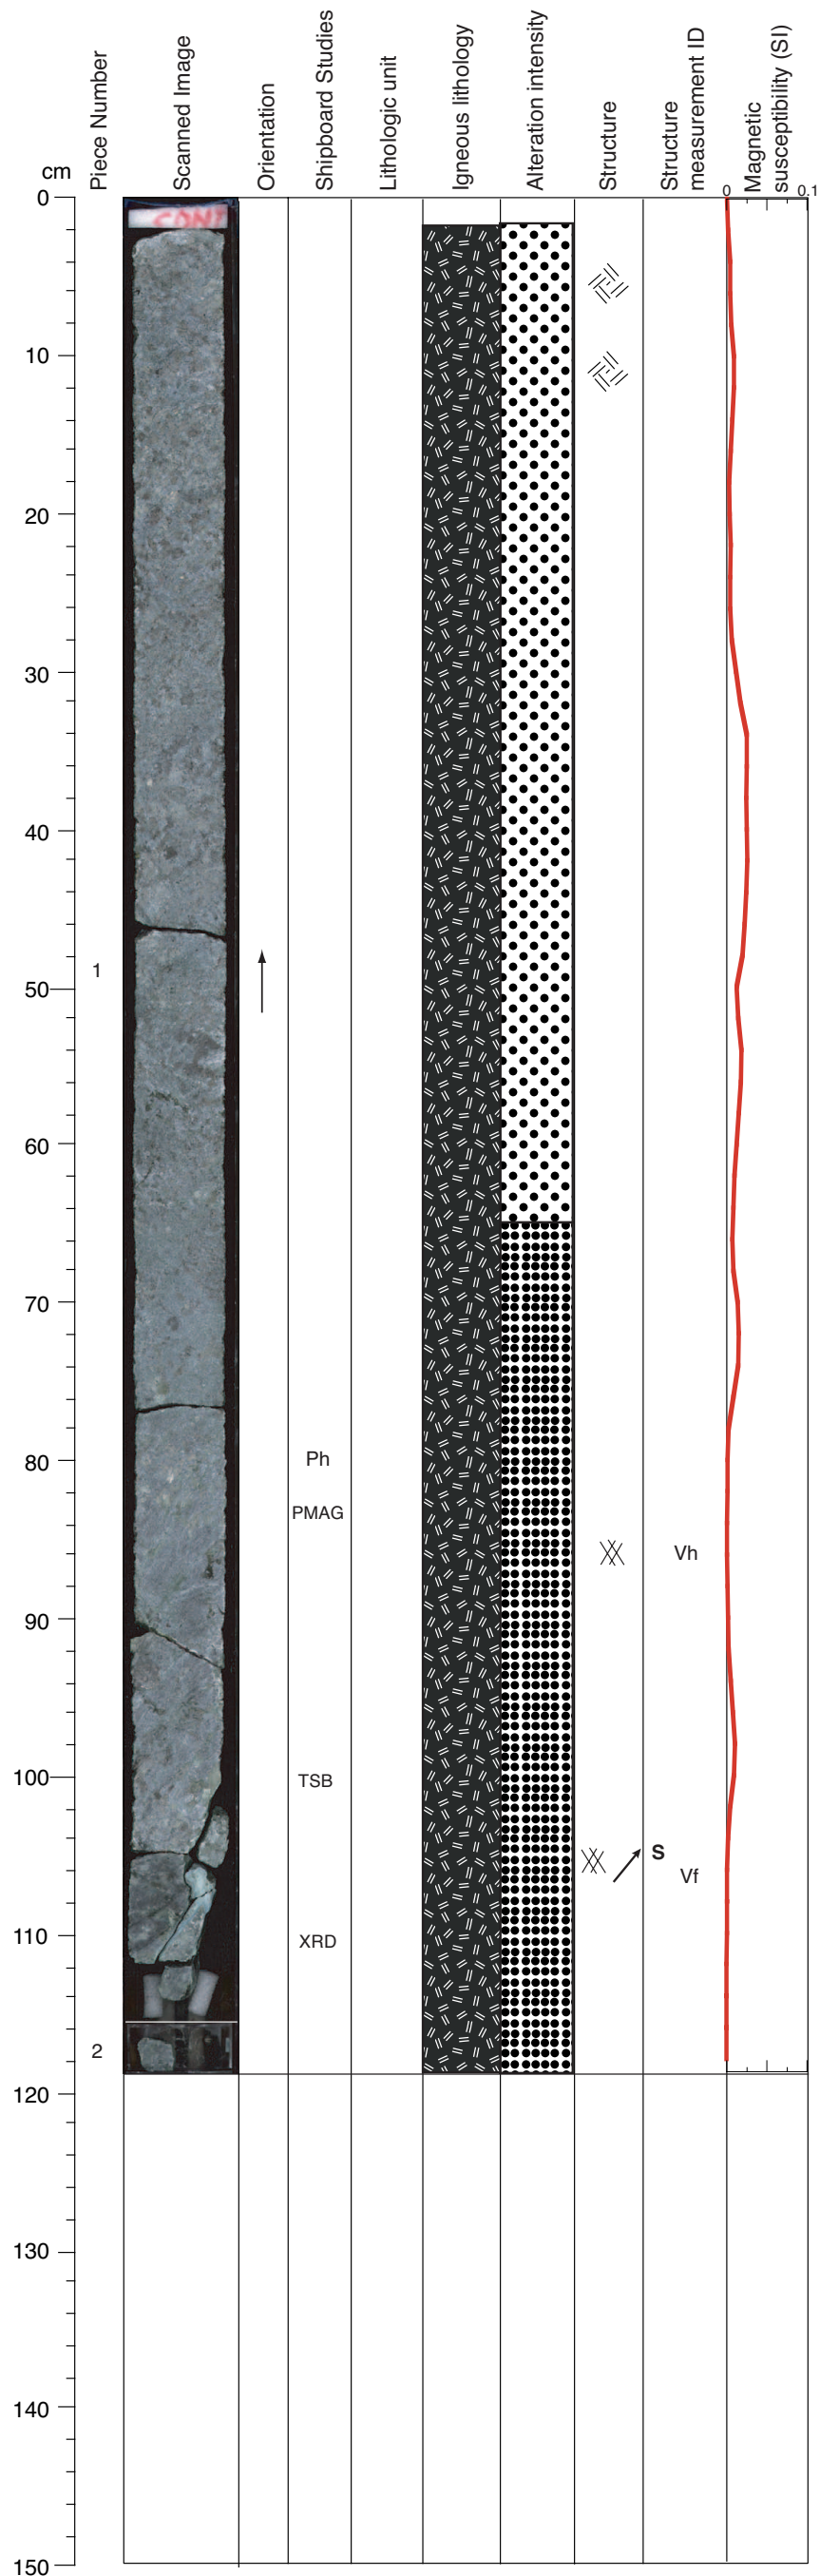 cm
Piece Number
Scanned Image
Orientation
Shipboard Studies
Lithologic unit
Igneous lithology
Alteration intensity
Structure
Structure
measurement ID
Magnetic
susceptibility (SI)
0 0.1
0
CONT
10
20
30
40
1
50
60
70
80
Ph
PMAG
Vh
90
100
TSB
S
Vf
110
XRD
2
120
130
140
150